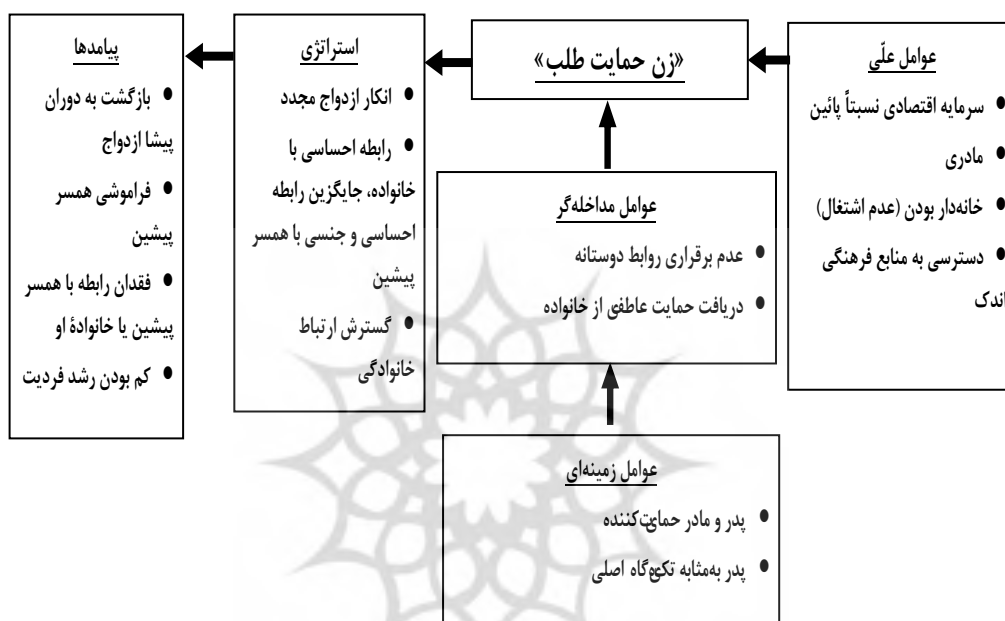 عوامل علّی
● سرمایه اقتصادی نسبتاً پائین
● مادری
● خانه‌دار بودن (عدم اشتغال)
● دسترسی به منابع فرهنگی
اندک
«زن حمایت طلب»
عوامل مداخله‌گر
● عدم برقراری روابط دوستانه
● دریافت حمایت عاطفی از خانواده
عوامل زمینه‌ای
● پدر و مادر حمایت‌کننده
● پدر به‌مثابه تکیه‌گاه اصلی
استراتژی
● انکار ازدواج مجدد
● رابطه احساسی با
خانواده، جایگزین رابطه
احساسی و جنسی با همسر
پیشین
● گسترش ارتباط
خانوادگی
پیامدها
● بازگشت به دوران
پیشا ازدواج
● فراموشی همسر
پیشین
● فقدان رابطه با همسر
پیشین یا خانوادۀ او
● کم بودن رشد فردیت